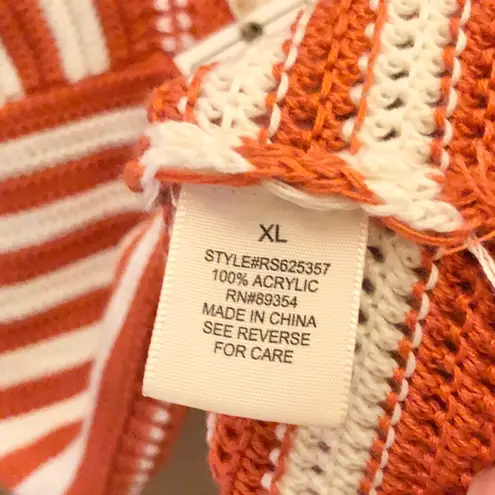 XL
STYLE#RS625357
100% ACRYLIC
RN#89354
MADE IN CHINA
SEE REVERSE
FOR CARE